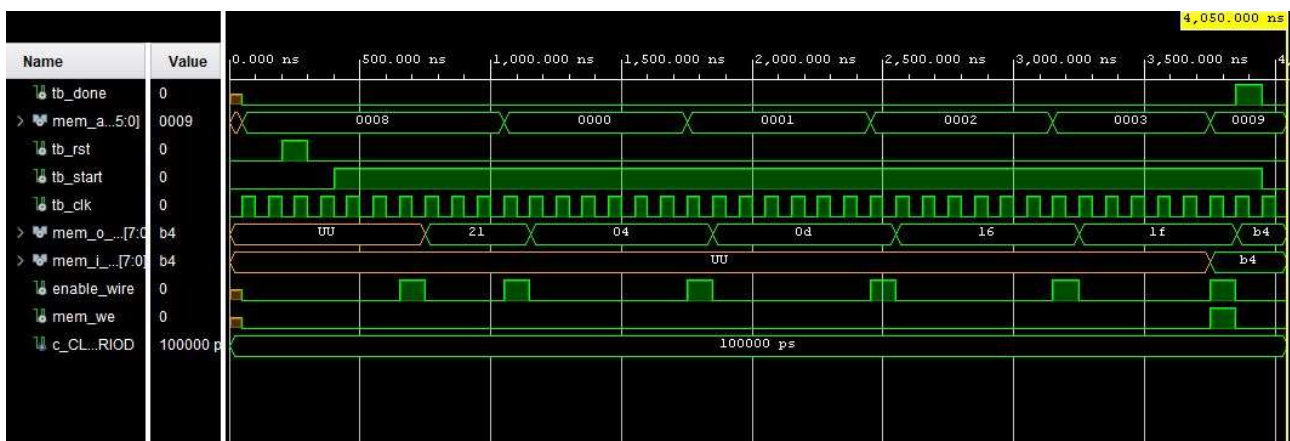 4,050.000 ns
Name Value 0.000 ns 500.000 ns 1,000.000 ns 1,500.000 ns 2,000.000 ns 2,500.000 ns 3,000.000 ns 3,500.000 ns 4,
tb_done 0
> mem_a...5:0] 0009 0008 0000 0001 0002 0003 0009
tb_rst 0
tb_start 0
tb_clk 0
> mem_o_...[7:0 b4 UU 21 04 0d 16 1f b4
> mem_i_...[7:0] b4 UU b4
enable_wire 0
mem_we 0
c_CL...RIOD 100000 p 100000 ps